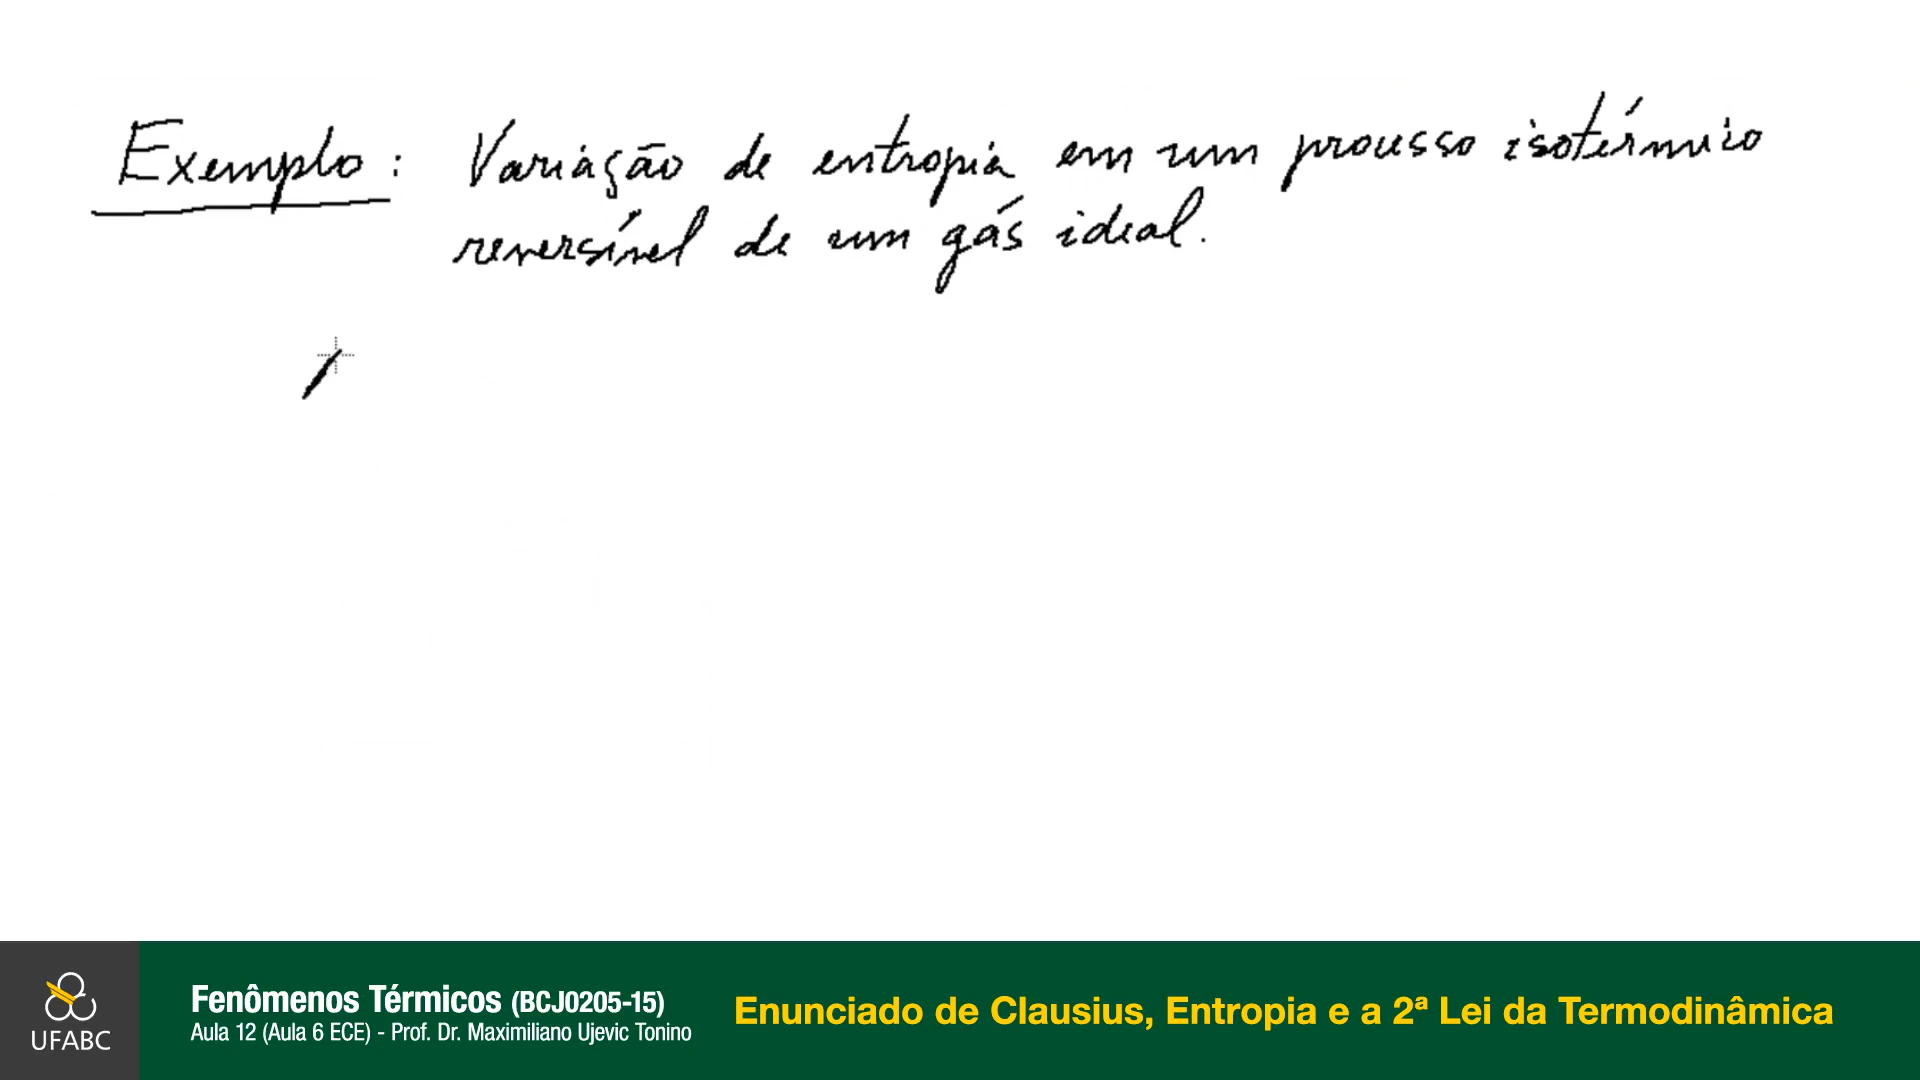 Exemplo: Variação de entropia em um processo isotérmico
reversível de um gás ideal.
UFABC
Fenômenos Térmicos (BCJ0205-15)
Aula 12 (Aula 6 ECE) - Prof. Dr. Maximiliano Ujevic Tonino
Enunciado de Clausius, Entropia e a 2ª Lei da Termodinâmica